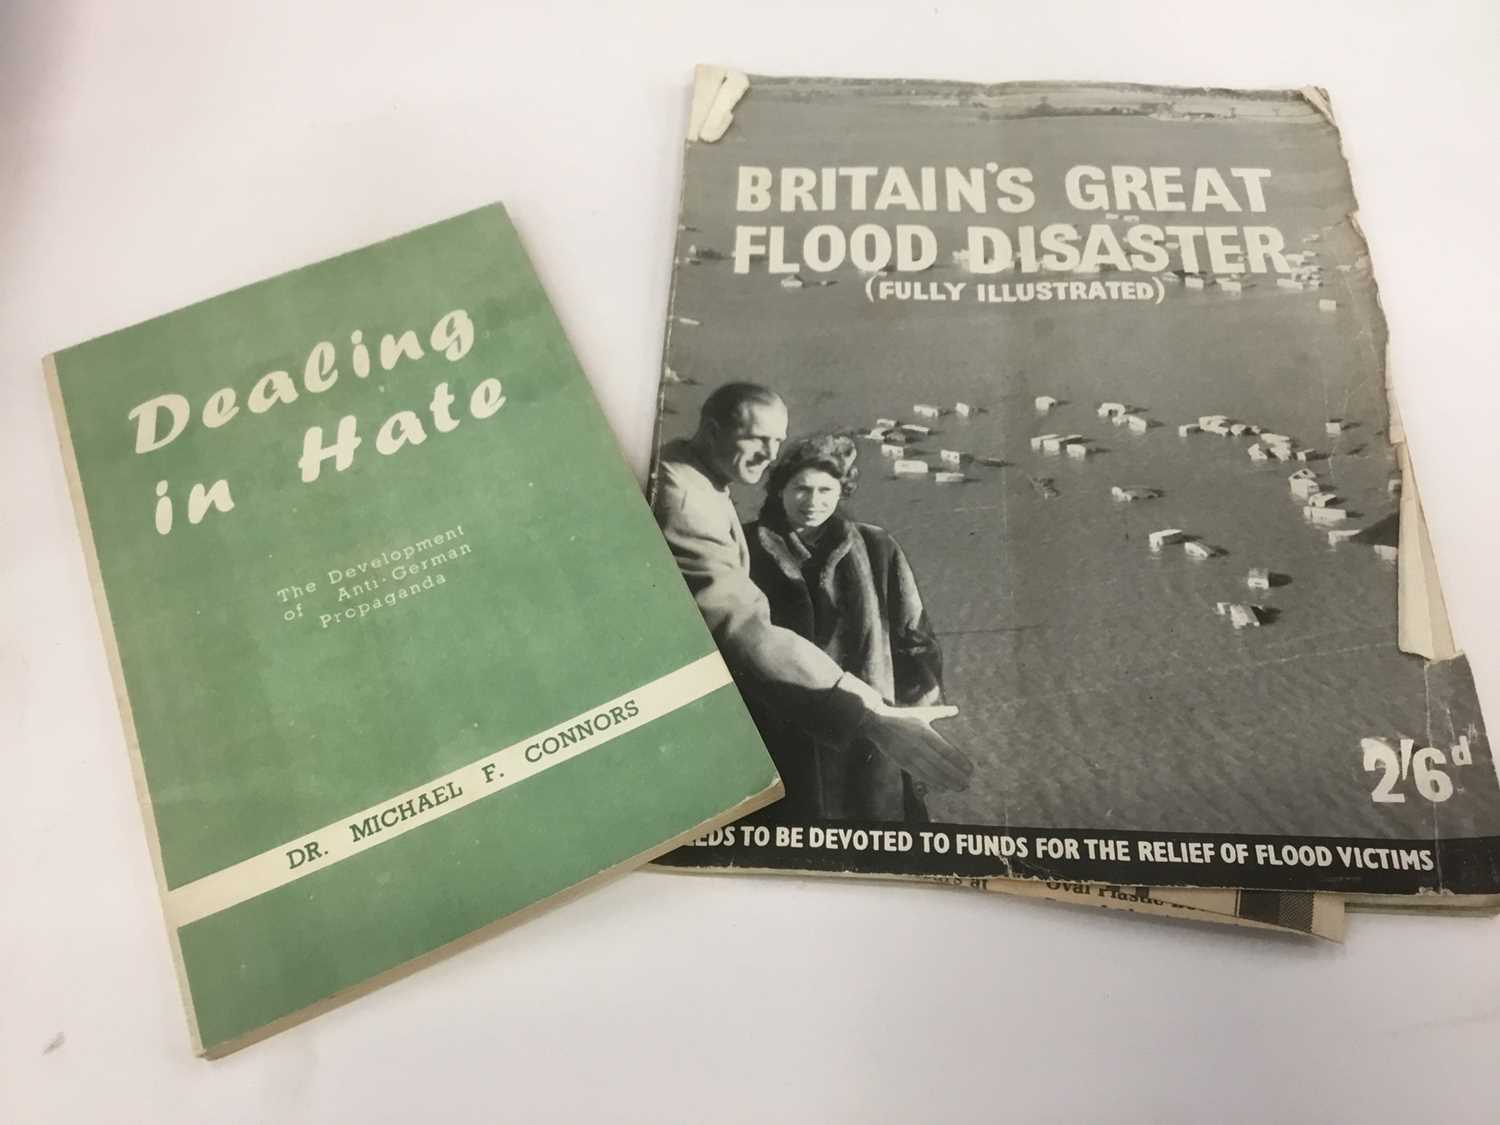 Dealing
in Hate
The Development
of Anti-German
Propaganda
DR. MICHAEL F. CONNORS
BRITAIN'S GREAT
FLOOD DISASTER
(FULLY ILLUSTRATED)
2'/6d
TO BE DEVOTED TO FUNDS FOR THE RELIEF OF FLOOD VICTIMS
at
Oval Plastic